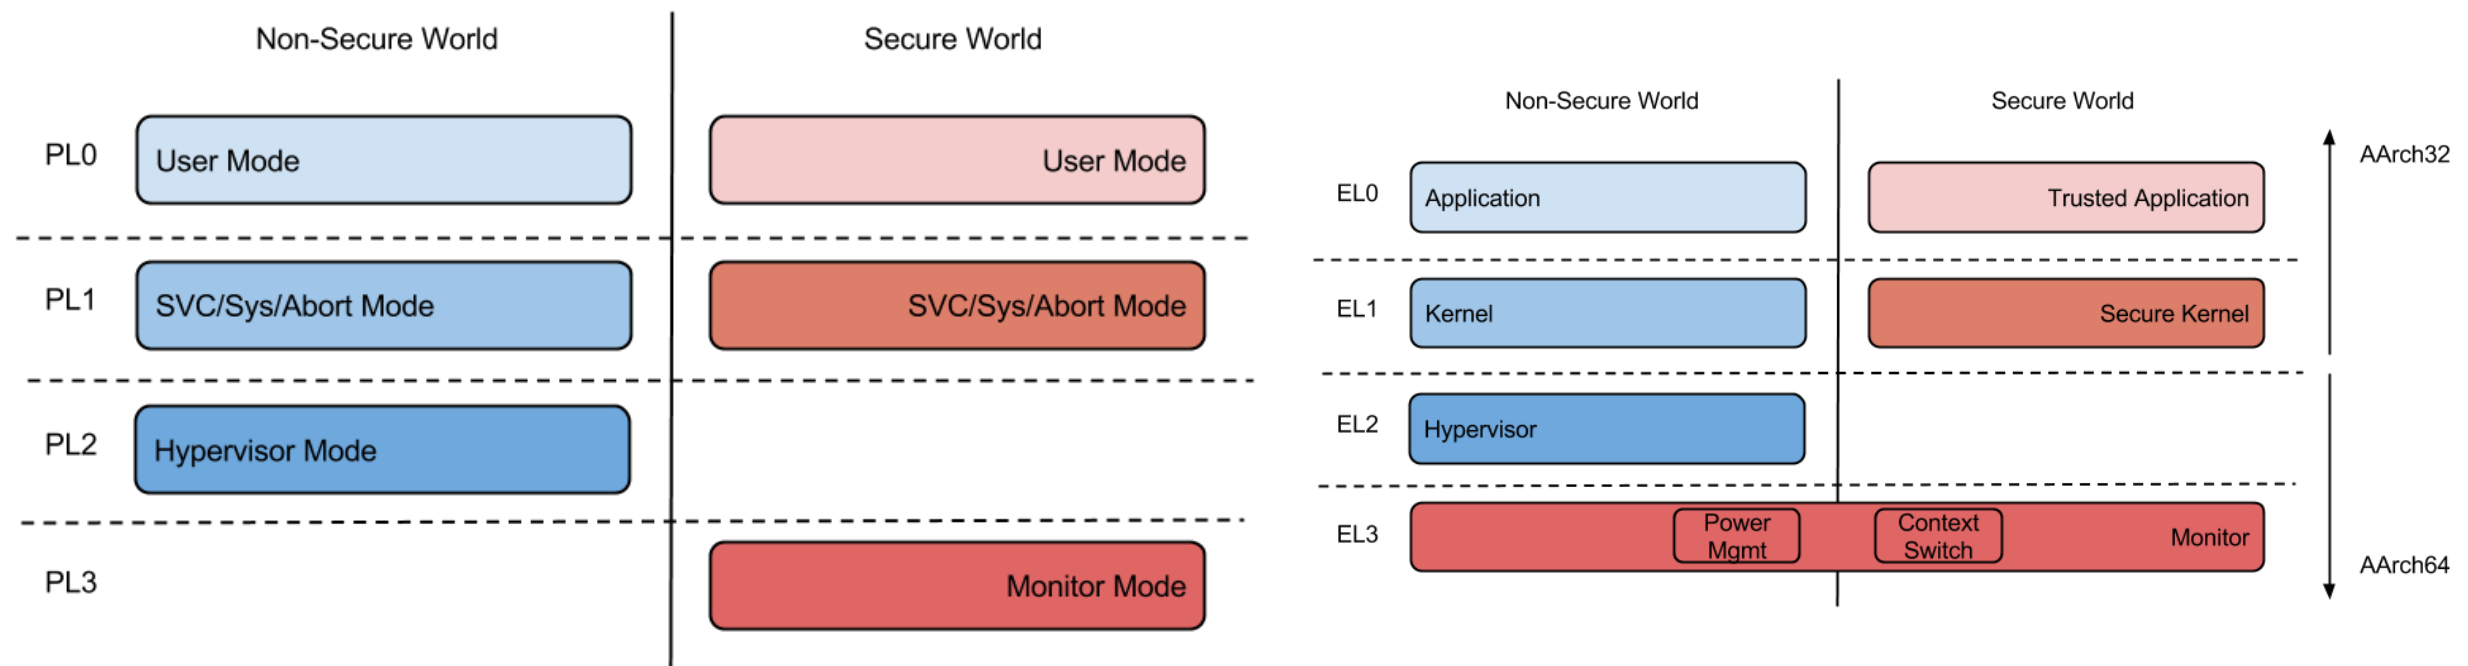 Non-Secure World
Secure World
PL0
User Mode
User Mode
PL1
SVC/Sys/Abort Mode
SVC/Sys/Abort Mode
PL2
Hypervisor Mode
PL3
Monitor Mode
Non-Secure World
Secure World
AArch32
EL0
Application
Trusted Application
EL1
Kernel
Secure Kernel
EL2
Hypervisor
EL3
Power
Mgmt
Context
Switch
Monitor
AArch64